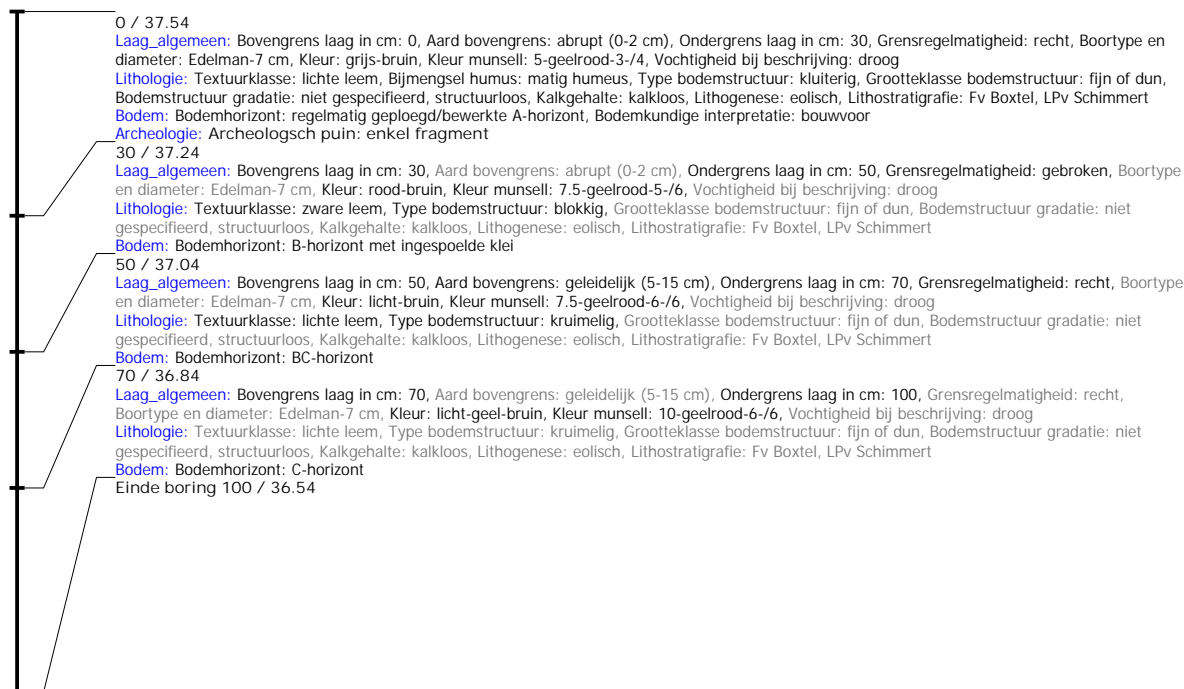 0 / 37.54
Laag_algemeen: Bovengrens laag in cm: 0, Aard bovengrens: abrupt (0-2 cm), Ondergrens laag in cm: 30, Grensregelmatigheid: recht, Boortype en
diameter: Edelman-7 cm, Kleur: grijs-bruin, Kleur munsell: 5-geelrood-3-/4, Vochtigheid bij beschrijving: droog
Lithologie: Textuurklasse: lichte leem, Bijmengsel humus: matig humeus, Type bodemstructuur: kluiterig, Grootteklasse bodemstructuur: fijn of dun,
Bodemstructuur gradatie: niet gespecifieerd, structuurloos, Kalkgehalte: kalkloos, Lithogenese: eolisch, Lithostratigrafie: Fv Boxtel, LPv Schimmert
Bodem: Bodemhorizont: regelmatig geploegd/bewerkte A-horizont, Bodemkundige interpretatie: bouwvoor
Archeologie: Archeologsch puin: enkel fragment
30 / 37.24
Laag_algemeen: Bovengrens laag in cm: 30, Aard bovengrens: abrupt (0-2 cm), Ondergrens laag in cm: 50, Grensregelmatigheid: gebroken, Boortype
en diameter: Edelman-7 cm, Kleur: rood-bruin, Kleur munsell: 7.5-geelrood-5-/6, Vochtigheid bij beschrijving: droog
Lithologie: Textuurklasse: zware leem, Type bodemstructuur: blokkig, Grootteklasse bodemstructuur: fijn of dun, Bodemstructuur gradatie: niet
gespecifieerd, structuurloos, Kalkgehalte: kalkloos, Lithogenese: eolisch, Lithostratigrafie: Fv Boxtel, LPv Schimmert
Bodem: Bodemhorizont: B-horizont met ingespoelde klei
50 / 37.04
Laag_algemeen: Bovengrens laag in cm: 50, Aard bovengrens: geleidelijk (5-15 cm), Ondergrens laag in cm: 70, Grensregelmatigheid: recht, Boortype
en diameter: Edelman-7 cm, Kleur: licht-bruin, Kleur munsell: 7.5-geelrood-6-/6, Vochtigheid bij beschrijving: droog
Lithologie: Textuurklasse: lichte leem, Type bodemstructuur: kruimelig, Grootteklasse bodemstructuur: fijn of dun, Bodemstructuur gradatie: niet
gespecifieerd, structuurloos, Kalkgehalte: kalkloos, Lithogenese: eolisch, Lithostratigrafie: Fv Boxtel, LPv Schimmert
Bodem: Bodemhorizont: BC-horizont
70 / 36.84
Laag_algemeen: Bovengrens laag in cm: 70, Aard bovengrens: geleidelijk (5-15 cm), Ondergrens laag in cm: 100, Grensregelmatigheid: recht,
Boortype en diameter: Edelman-7 cm, Kleur: licht-geel-bruin, Kleur munsell: 10-geelrood-6-/6, Vochtigheid bij beschrijving: droog
Lithologie: Textuurklasse: lichte leem, Type bodemstructuur: kruimelig, Grootteklasse bodemstructuur: fijn of dun, Bodemstructuur gradatie: niet
gespecifieerd, structuurloos, Kalkgehalte: kalkloos, Lithogenese: eolisch, Lithostratigrafie: Fv Boxtel, LPv Schimmert
Bodem: Bodemhorizont: C-horizont
Einde boring 100 / 36.54